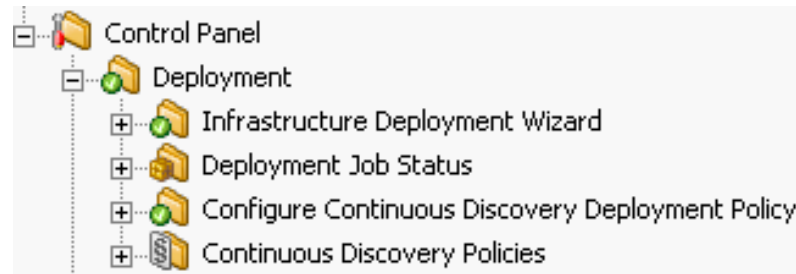 Control Panel
Deployment
Infrastructure Deployment Wizard
Deployment Job Status
Configure Continuous Discovery Deployment Policy
Continuous Discovery Policies